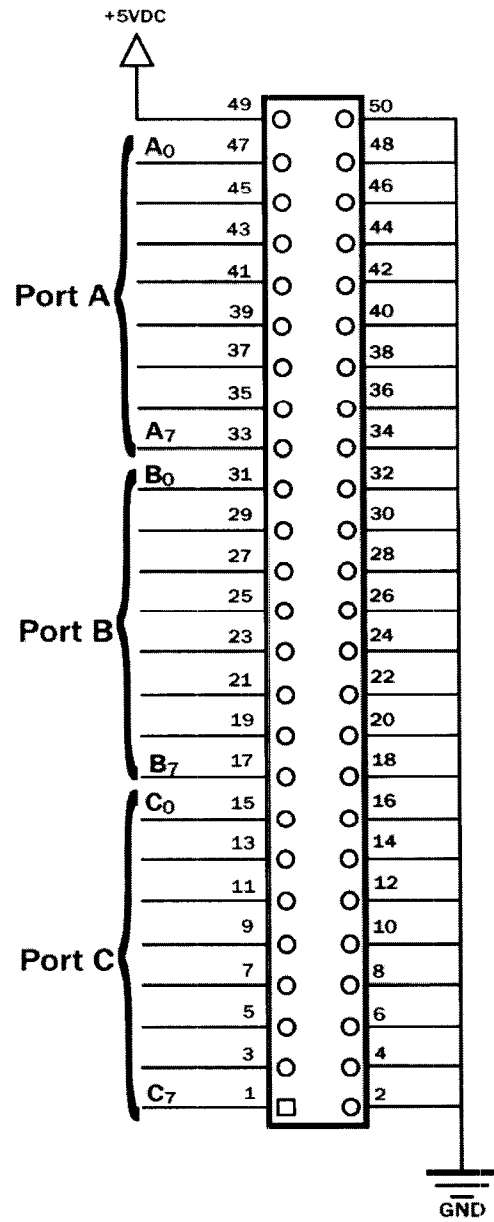 +5VDC
49 50
A0 47 48
45 46
43 44
41 42
Port A
39 40
37 38
35 36
A7 33 34
B0 31 32
29 30
27 28
25 26
Port B
23 24
21 22
19 20
B7 17 18
C0 15 16
13 14
11 12
9 10
Port C
7 8
5 6
3 4
C7 1 2
GND